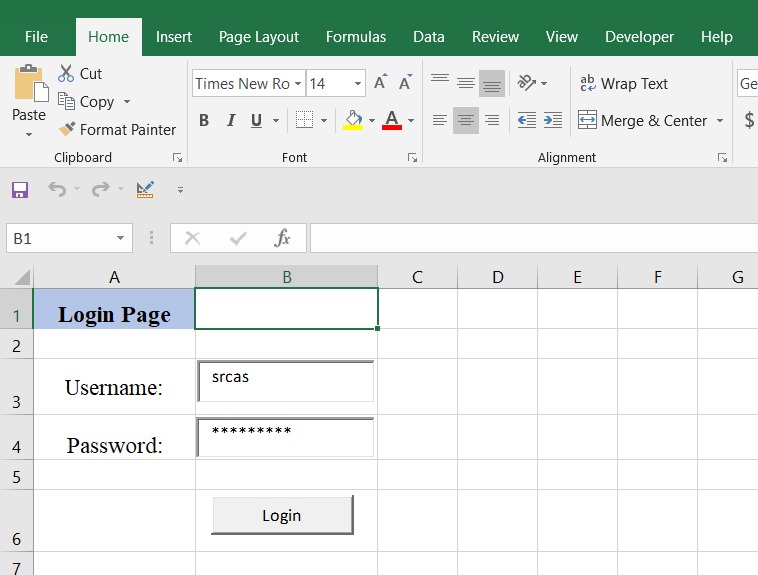 File Home Insert Page Layout Formulas Data Review View Developer Help
Cut
Copy
Format Painter
Paste
Clipboard
Times New Ro 14 A A
B I U A
Font
ab Wrap Text
Merge & Center
Alignment
Ge
$
B1 fx
A B C D E F G
1 Login Page
2
3 Username: srcas
4 Password: *********
5
6 Login
7